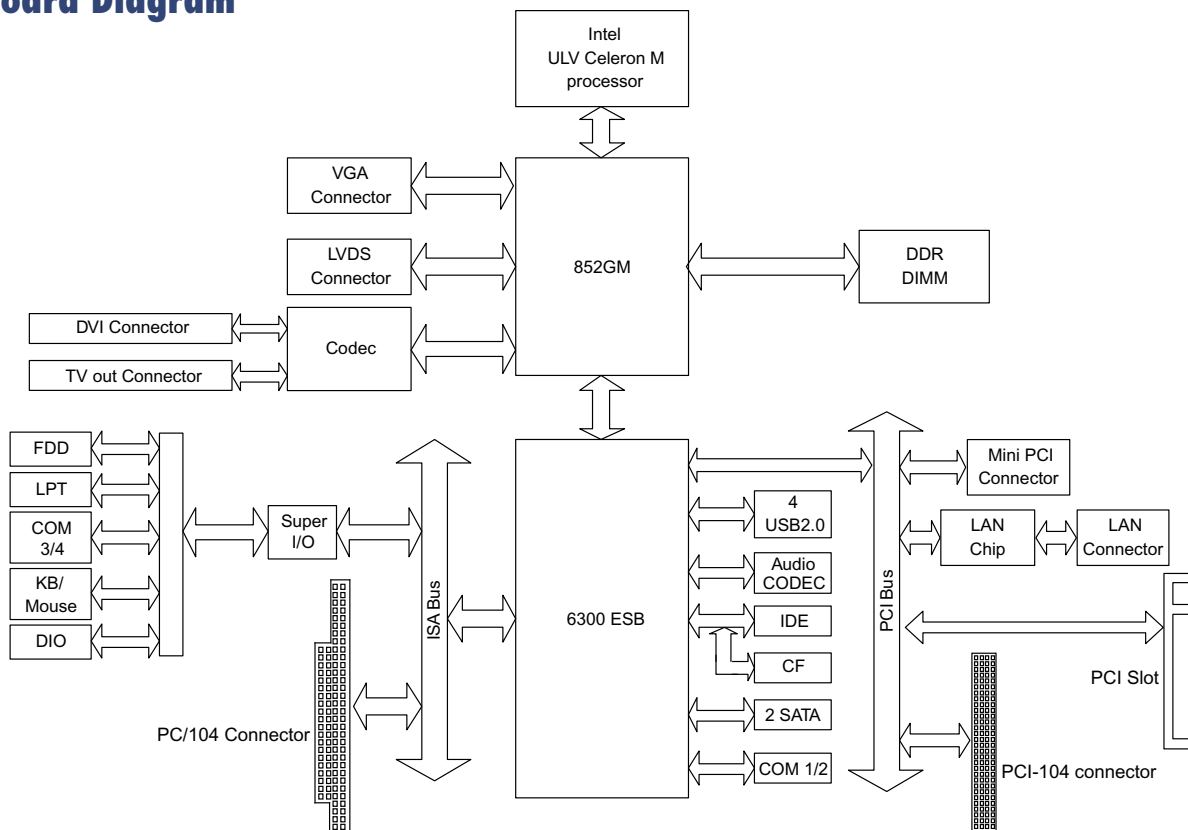 oard Diagram
Intel
ULV Celeron M
processor
VGA
Connector
LVDS
Connector
852GM
DDR
DIMM
DVI Connector
Codec
TV out Connector
FDD
LPT
COM
3/4
KB/
Mouse
DIO
Super
I/O
ISA Bus
PC/104 Connector
6300 ESB
4
USB2.0
Audio
CODEC
IDE
CF
2 SATA
COM 1/2
PCI Bus
Mini PCI
Connector
LAN
Chip
LAN
Connector
PCI Slot
PCI-104 connector